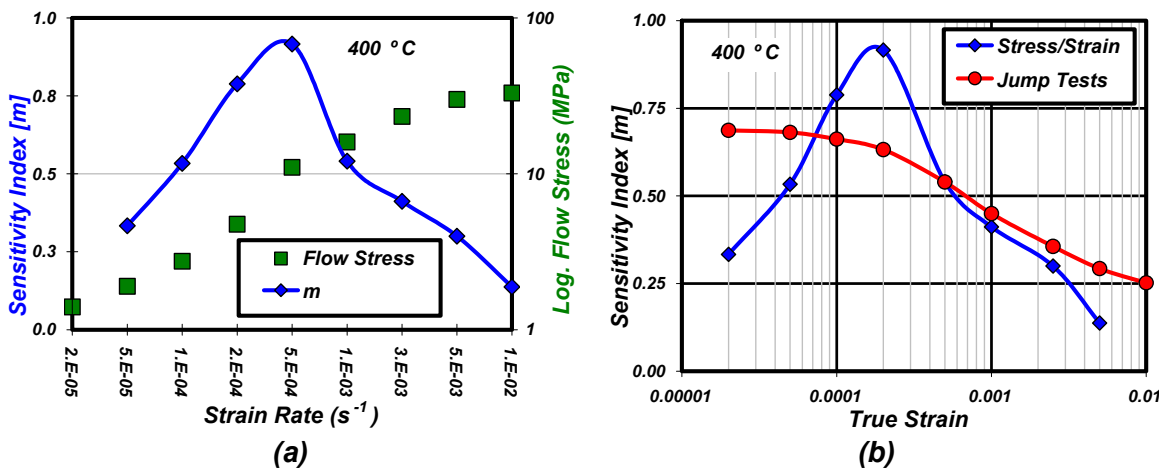 1.0
0.8
0.5
0.3
0.0
Sensitivity Index [m]
400 ºC
100
10
1
Log. Flow Stress (MPa)
Flow Stress
m
2.E-05
5.E-05
1.E-04
2.E-04
5.E-04
1.E-03
3.E-03
5.E-03
1.E-02
Strain Rate (s -1)
(a)
1.00
0.75
0.50
0.25
0.00
Sensitivity Index [m]
400 ºC
Stress/Strain
Jump Tests
0.00001
0.0001
0.001
0.01
True Strain
(b)